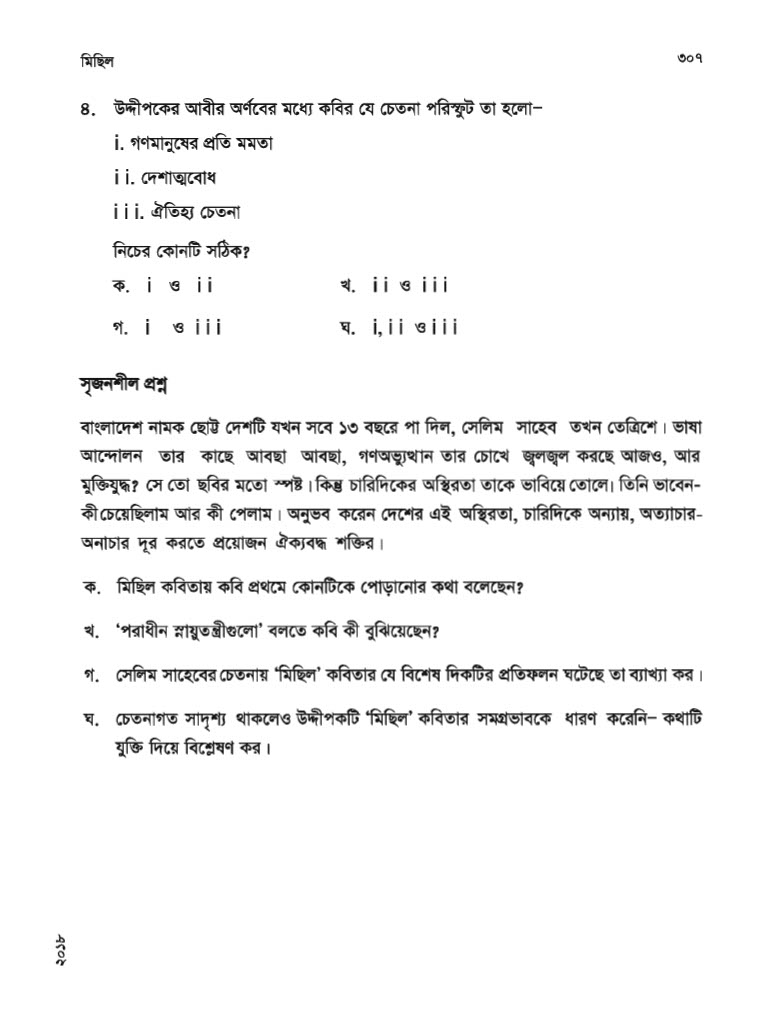 মিছিল ৩০৭
৪. উদ্দীপকের আবীর অর্ণবের মধ্যে কবির যে চেতনা পরিস্ফুট তা হলো–
i. গণমানুষের প্রতি মমতা
ii. দেশাত্মবোধ
iii. ঐতিহ্য চেতনা
নিচের কোনটি সঠিক?
ক. i ও ii খ. ii ও iii
গ. i ও iii ঘ. i, ii ও iii
সৃজনশীল প্রশ্ন
বাংলাদেশ নামক ছোট্ট দেশটি যখন সবে ১৩ বছরে পা দিল, সেলিম সাহেব তখন তেত্রিশে। ভাষা
আন্দোলন তার কাছে আবছা আবছা, গণঅভ্যুত্থান তার চোখে জ্বলজ্বল করছে আজও, আর
মুক্তিযুদ্ধ? সে তো ছবির মতো স্পষ্ট। কিন্তু চারিদিকের অস্থিরতা তাকে ভাবিয়ে তোলে। তিনি ভাবেন-
কী চেয়েছিলাম আর কী পেলাম। অনুভব করেন দেশের এই অস্থিরতা, চারিদিকে অন্যায়, অত্যাচার-
অনাচার দূর করতে প্রয়োজন ঐক্যবদ্ধ শক্তির।
ক. মিছিল কবিতায় কবি প্রথমে কোনটিকে পোড়ানোর কথা বলেছেন?
খ. ‘পরাধীন স্নায়ুতন্ত্রীগুলো’ বলতে কবি কী বুঝিয়েছেন?
গ. সেলিম সাহেবের চেতনায় ‘মিছিল’ কবিতার যে বিশেষ দিকটির প্রতিফলন ঘটেছে তা ব্যাখ্যা কর।
ঘ. চেতনাগত সাদৃশ্য থাকলেও উদ্দীপকটি ‘মিছিল’ কবিতার সমগ্রভাবকে ধারণ করেনি– কথাটি
যুক্তি দিয়ে বিশ্লেষণ কর।
২০১৮